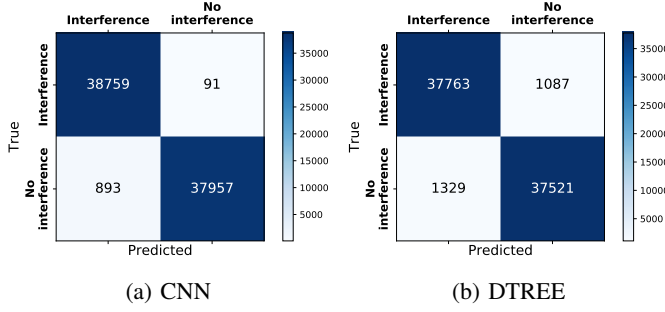 Interference
No
interference
Interference
No
interference
True
38759
91
893
37957
Predicted
35000
30000
25000
20000
15000
10000
5000
(a) CNN
Interference
No
interference
Interference
No
interference
True
37763
1087
1329
37521
Predicted
35000
30000
25000
20000
15000
10000
5000
(b) DTREE